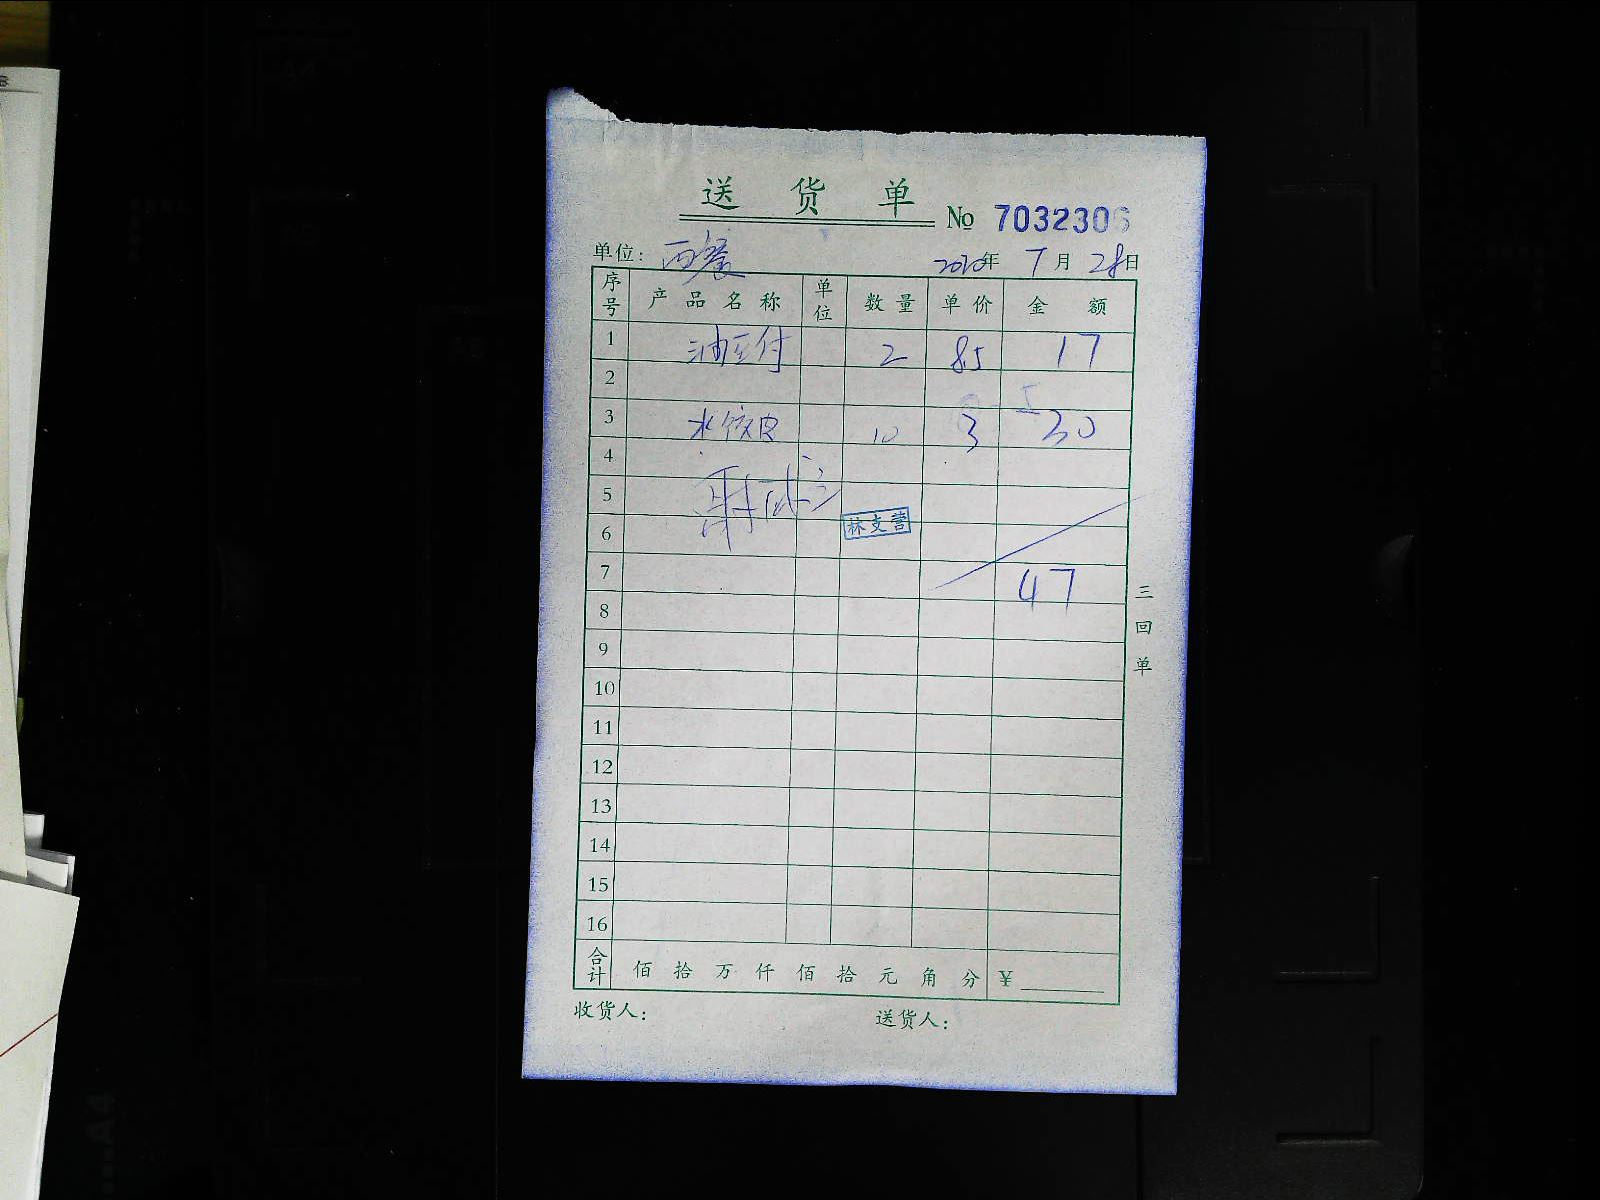 送 货 单
No 7032306
单位: 西餐 2020年 7月 28日
序号 产品名称 单位 数量 单价 金额
1 油豆付 2 8.5 17
2
3 水饺皮 10 3 30
4
5
6 林支营
7 47
8
9
10
11
12
13
14
15
16
合计 佰 拾 万 仟 佰 拾 元 角 分 ¥
收货人: 送货人:
三回单
A4